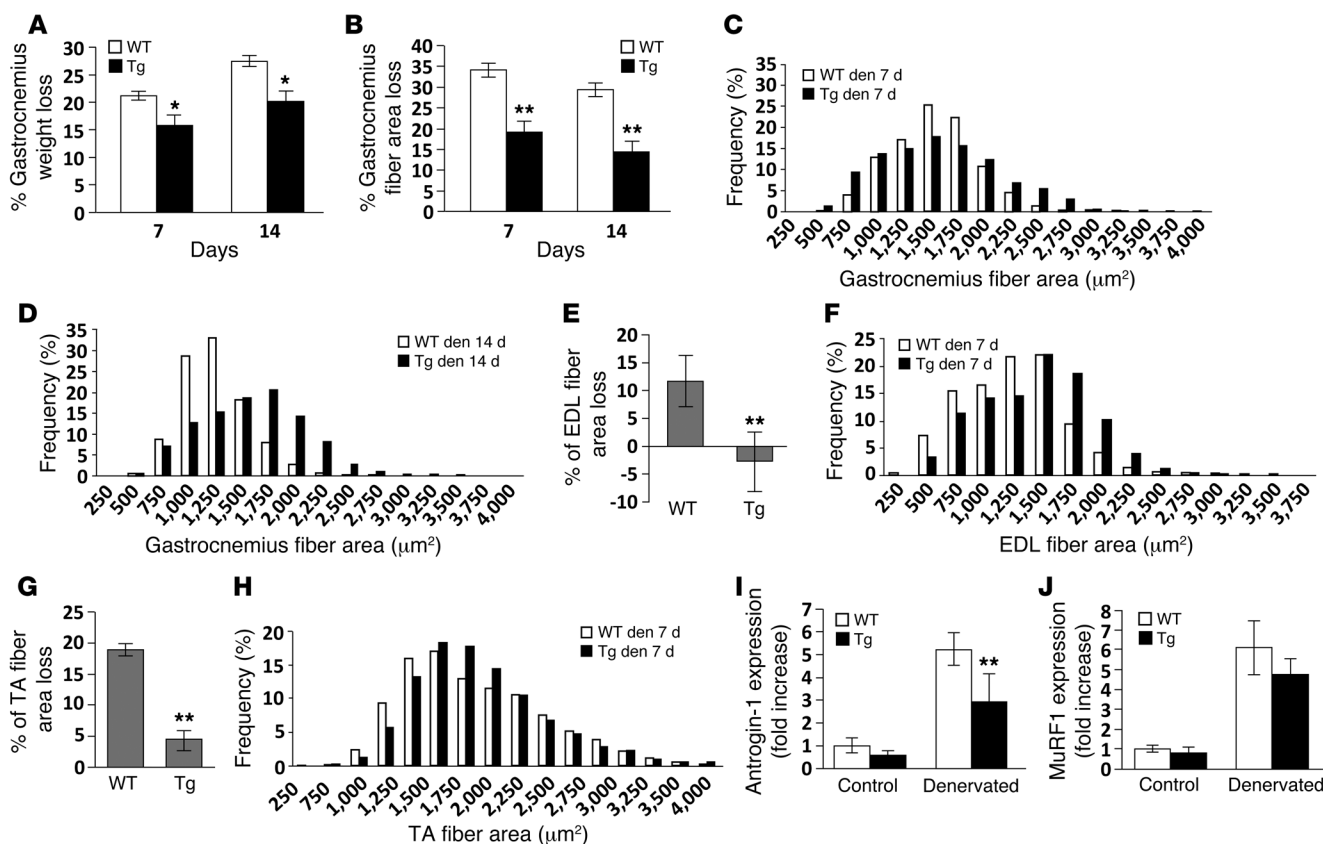 A
% Gastrocnemius
weight loss
30
25
20
15
10
5
0
WT
Tg
*
*
7
14
Days
B
% Gastrocnemius
fiber area loss
40
35
30
25
20
15
10
5
0
WT
Tg
**
**
7
14
Days
C
Frequency (%)
35
30
25
20
15
10
5
0
WT den 7 d
Tg den 7 d
250 500 750 1,000 1,250 1,500 1,750 2,000 2,250 2,500 2,750 3,000 3,250 3,500 3,750 4,000
Gastrocnemius fiber area (μm²)
D
Frequency (%)
35
30
25
20
15
10
5
0
WT den 14 d
Tg den 14 d
250 500 750 1,000 1,250 1,500 1,750 2,000 2,250 2,500 2,750 3,000 3,250 3,500 3,750 4,000
Gastrocnemius fiber area (μm²)
E
% of EDL fiber
area loss
20
15
10
5
0
-5
-10
**
WT
Tg
F
Frequency (%)
25
20
15
10
5
0
WT den 7 d
Tg den 7 d
250 500 750 1,000 1,250 1,500 1,750 2,000 2,250 2,500 2,750 3,000 3,250 3,500 3,750
EDL fiber area (μm²)
G
% of TA fiber
area loss
25
20
15
10
5
0
**
WT
Tg
H
Frequency (%)
20
15
10
5
0
WT den 7 d
Tg den 7 d
250 750 1,000 1,250 1,500 1,750 2,000 2,250 2,500 2,750 3,000 3,250 3,500 4,000
TA fiber area (μm²)
I
Antrogin-1 expression
(fold increase)
7
6
5
4
3
2
1
0
WT
Tg
**
Control
Denervated
J
MuRF1 expression
(fold increase)
8
7
6
5
4
3
2
1
0
WT
Tg
Control
Denervated